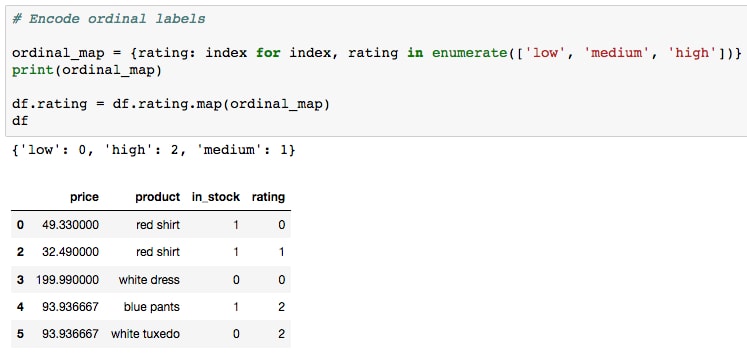 # Encode ordinal labels
ordinal_map = {rating: index for index, rating in enumerate(['low', 'medium', 'high'])}
print(ordinal_map)
df.rating = df.rating.map(ordinal_map)
df
{'low': 0, 'high': 2, 'medium': 1}
price product in_stock rating
0 49.330000 red shirt 1 0
2 32.490000 red shirt 1 1
3 199.990000 white dress 0 0
4 93.936667 blue pants 1 2
5 93.936667 white tuxedo 0 2